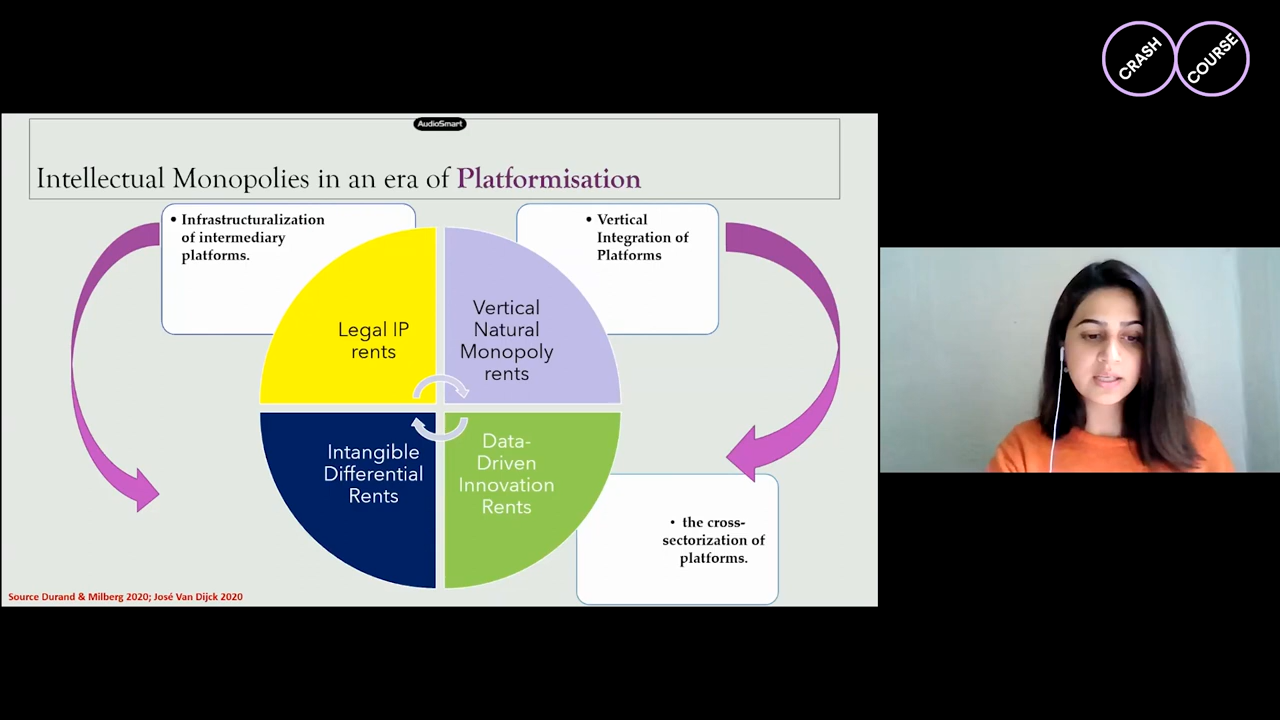 CRASH COURSE
AudioSmart
Intellectual Monopolies in an era of Platformisation
• Infrastructuralization
of intermediary
platforms.
• Vertical
Integration of
Platforms
Legal IP
rents
Vertical
Natural
Monopoly
rents
Intangible
Differential
Rents
Data-
Driven
Innovation
Rents
• the cross-
sectorization of
platforms.
Source Durand & Milberg 2020; José Van Dijck 2020